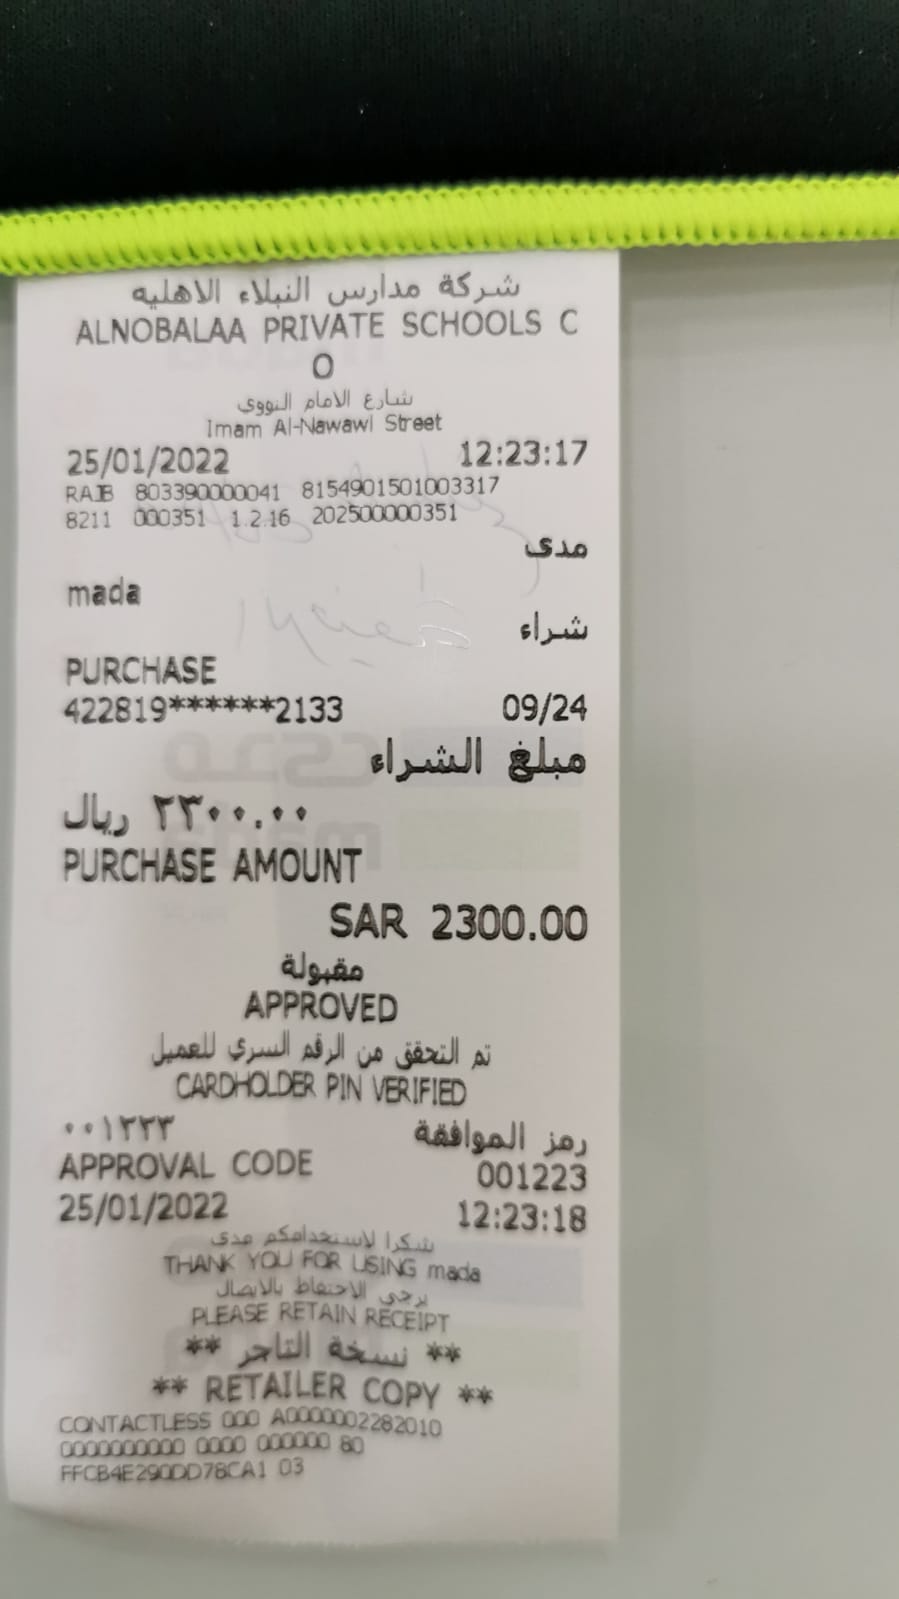 شركة مدارس النبلاء الاهليه
ALNOBALAA PRIVATE SCHOOLS C
O
شارع الامام النووي
Imam Al-Nawawi Street
25/01/2022 12:23:17
RAJB 803390000041 8154901501003317
8211 000351 1.2.16 202500000351
مدى
mada
شراء
PURCHASE
422819******2133 09/24
مبلغ الشراء
٢٣٠٠.٠٠ ريال
PURCHASE AMOUNT
SAR 2300.00
مقبولة
APPROVED
تم التحقق من الرقم السري للعميل
CARDHOLDER PIN VERIFIED
رمز الموافقة ٠٠١٢٢٣
APPROVAL CODE 001223
25/01/2022 12:23:18
شكرا لاستخدامكم مدى
THANK YOU FOR USING mada
يرجى الاحتفاظ بالايصال
PLEASE RETAIN RECEIPT
** نسخة التاجر **
** RETAILER COPY **
CONTACTLESS 000 A0000002282010
0000000000 0000 000000 80
FFCB4E290DD78CA1 03